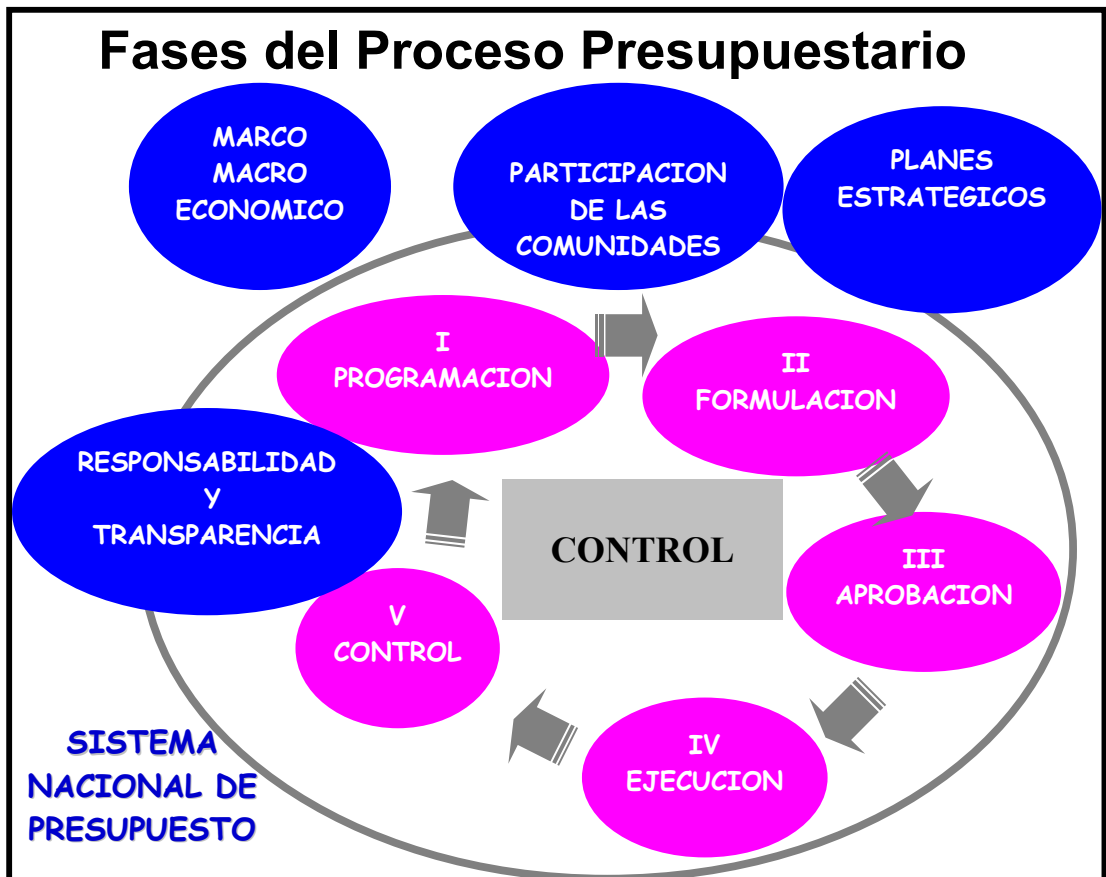 Fases del Proceso Presupuestario
MARCO
MACRO
ECONOMICO
PARTICIPACION
DE LAS
COMUNIDADES
PLANES
ESTRATEGICOS
I
PROGRAMACION
II
FORMULACION
RESPONSABILIDAD
Y
TRANSPARENCIA
CONTROL
III
APROBACION
V
CONTROL
IV
EJECUCION
SISTEMA
NACIONAL DE
PRESUPUESTO